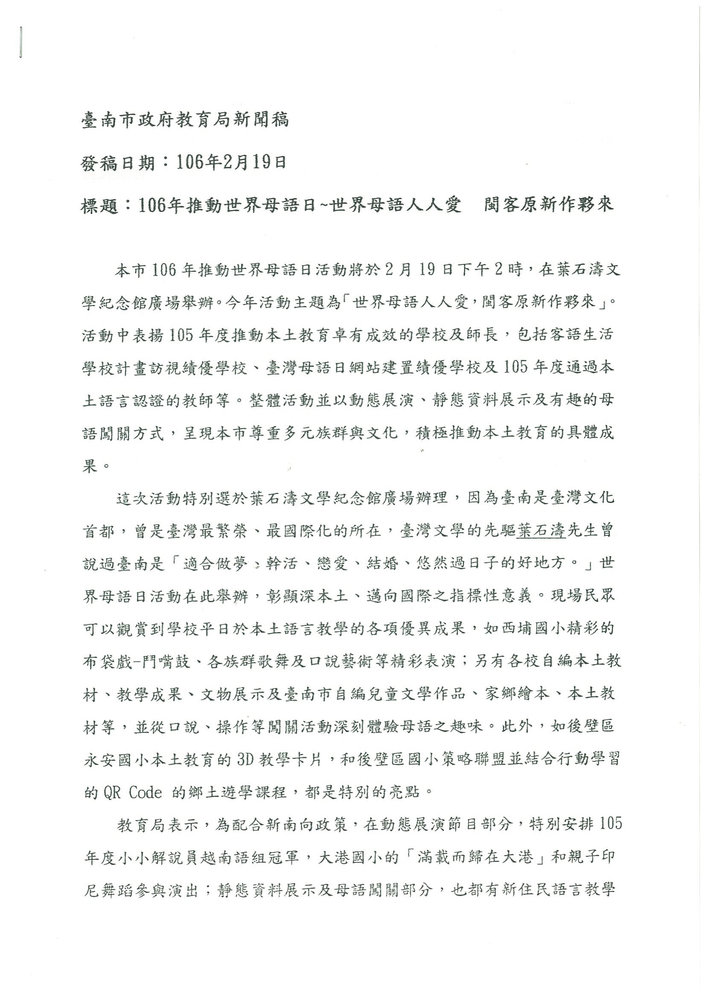 臺南市政府教育局新聞稿
發稿日期：106年2月19日
標題：106年推動世界母語日~世界母語人人愛　閩客原新作夥來
本市 106 年推動世界母語日活動將於 2 月 19 日下午 2 時，在葉石濤文
學紀念館廣場舉辦。今年活動主題為「世界母語人人愛，閩客原新作夥來」。
活動中表揚 105 年度推動本土教育卓有成效的學校及師長，包括客語生活
學校計畫訪視績優學校、臺灣母語日網站建置績優學校及 105 年度通過本
土語言認證的教師等。整體活動並以動態展演、靜態資料展示及有趣的母
語闖關方式，呈現本市尊重多元族群與文化，積極推動本土教育的具體成
果。
這次活動特別選於葉石濤文學紀念館廣場辦理，因為臺南是臺灣文化
首都，曾是臺灣最繁榮、最國際化的所在，臺灣文學的先驅葉石濤先生曾
說過臺南是「適合做夢、幹活、戀愛、結婚、悠然過日子的好地方。」世
界母語日活動在此舉辦，彰顯深本土、邁向國際之指標性意義。現場民眾
可以觀賞到學校平日於本土語言教學的各項優異成果，如西埔國小精彩的
布袋戲-鬥嘴鼓、各族群歌舞及口說藝術等精彩表演；另有各校自編本土教
材、教學成果、文物展示及臺南市自編兒童文學作品、家鄉繪本、本土教
材等，並從口說、操作等闖關活動深刻體驗母語之趣味。此外，如後壁區
永安國小本土教育的 3D 教學卡片，和後壁區國小策略聯盟並結合行動學習
的 QR Code 的鄉土遊學課程，都是特別的亮點。
教育局表示，為配合新南向政策，在動態展演節目部分，特別安排 105
年度小小解說員越南語組冠軍，大港國小的「滿載而歸在大港」和親子印
尼舞蹈參與演出；靜態資料展示及母語闖關部分，也都有新住民語言教學